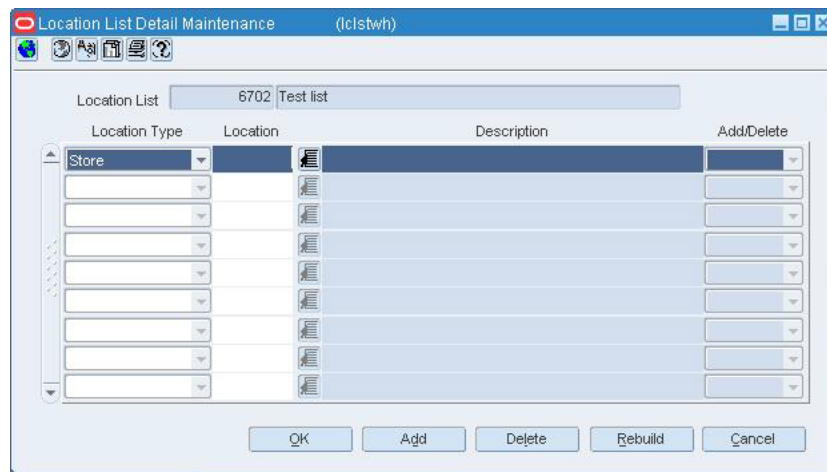 Location List Detail Maintenance (lclstwh)
Location List 6702 Test list
Location Type Location Description Add/Delete
Store
OK Add Delete Rebuild Cancel